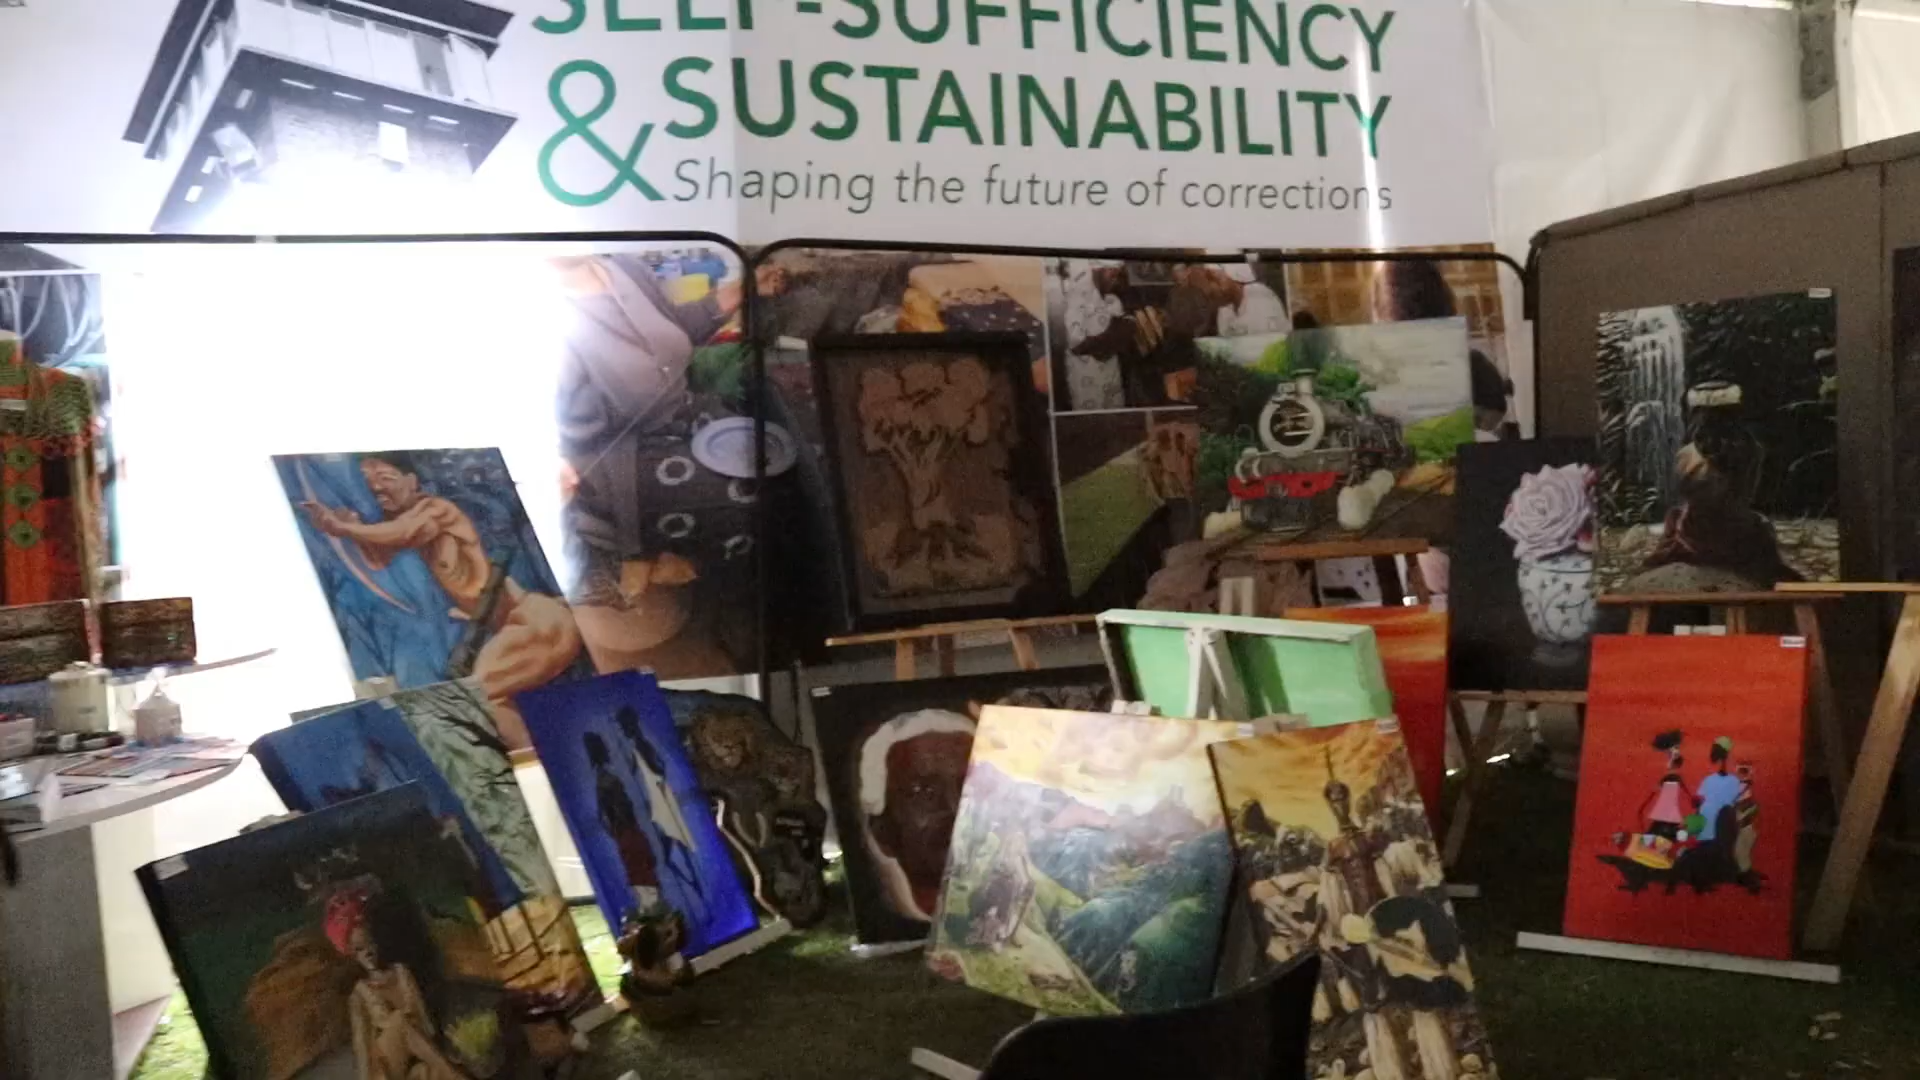 SELF-SUFFICIENCY
& SUSTAINABILITY
Shaping the future of corrections